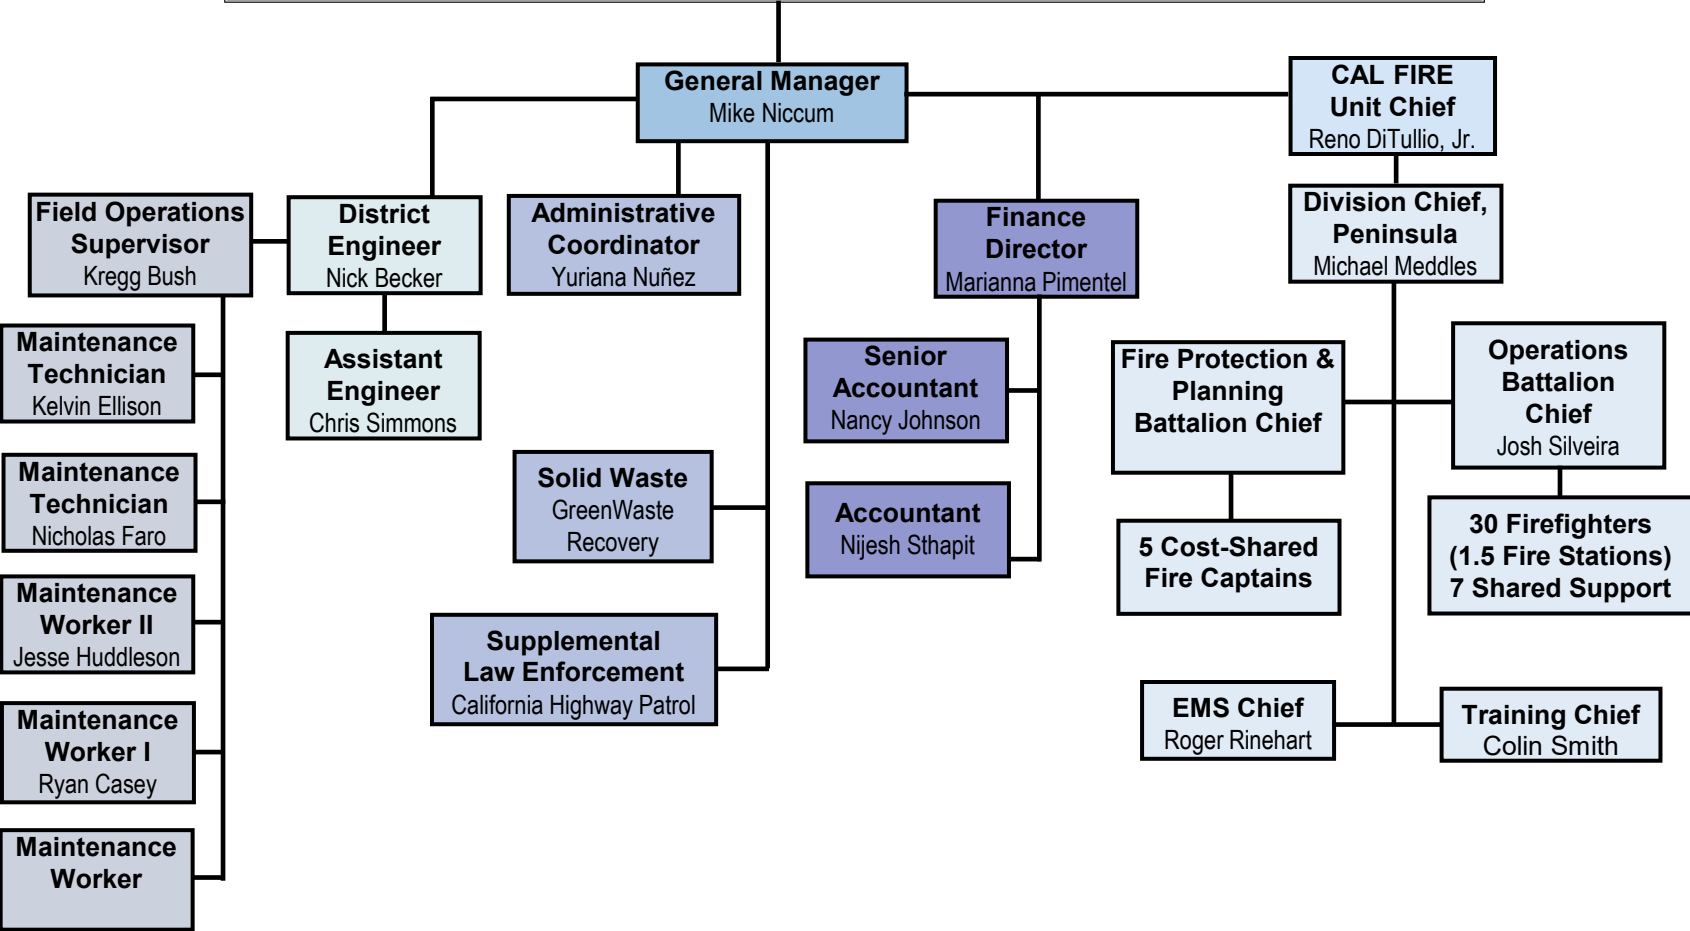 General Manager
Mike Niccum
CAL FIRE
Unit Chief
Reno DiTullio, Jr.
Field Operations
Supervisor
Kregg Bush
District
Engineer
Nick Becker
Administrative
Coordinator
Yuriana Nuñez
Finance
Director
Marianna Pimentel
Division Chief,
Peninsula
Michael Meddles
Maintenance
Technician
Kelvin Ellison
Assistant
Engineer
Chris Simmons
Senior
Accountant
Nancy Johnson
Fire Protection &
Planning
Battalion Chief
Operations
Battalion
Chief
Josh Silveira
Maintenance
Technician
Nicholas Faro
Solid Waste
GreenWaste
Recovery
Accountant
Nijesh Sthapit
5 Cost-Shared
Fire Captains
30 Firefighters
(1.5 Fire Stations)
7 Shared Support
Maintenance
Worker II
Jesse Huddleson
Supplemental
Law Enforcement
California Highway Patrol
Maintenance
Worker I
Ryan Casey
EMS Chief
Roger Rinehart
Training Chief
Colin Smith
Maintenance
Worker